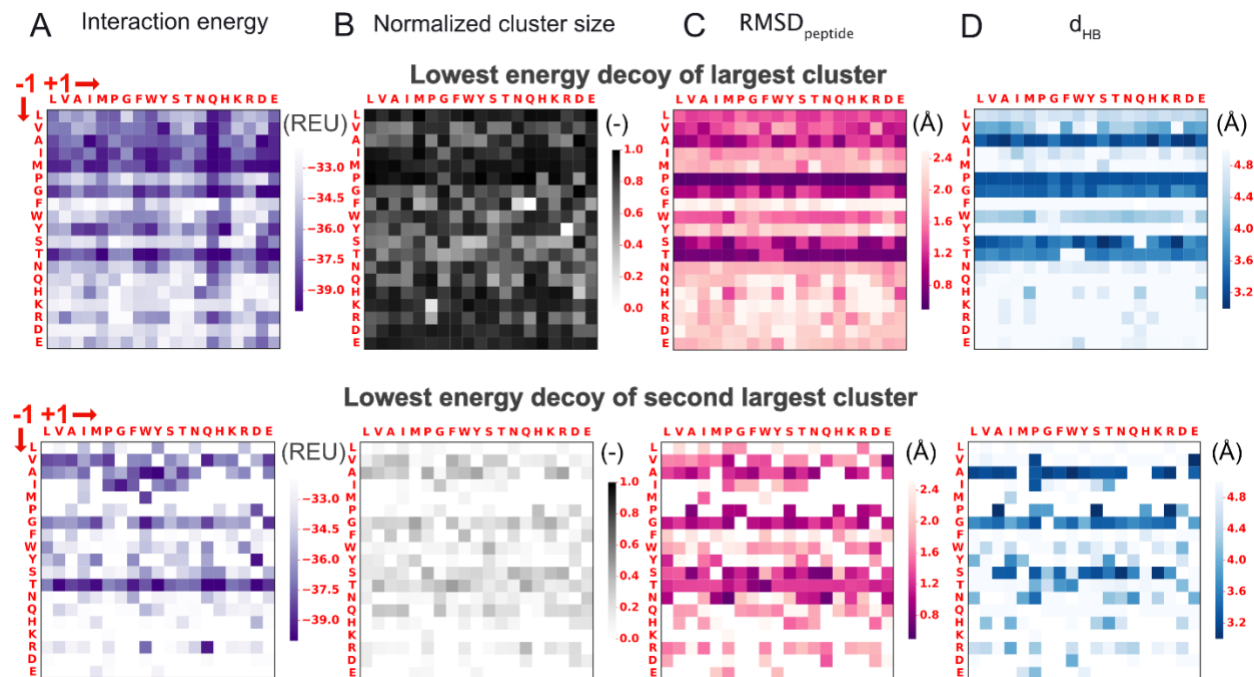 A Interaction energy
B Normalized cluster size
C RMSD peptide
D d HB
Lowest energy decoy of largest cluster
-1 +1
L V A I M P G F W Y S T N Q H K R D E
L
V
A
I
M
P
G
F
W
Y
S
T
N
Q
H
K
R
D
E
(REU)
−33.0
−34.5
−36.0
−37.5
−39.0
L V A I M P G F W Y S T N Q H K R D E
L
V
A
I
M
P
G
F
W
Y
S
T
N
Q
H
K
R
D
E
(-)
1.0
0.8
0.6
0.4
0.2
0.0
L V A I M P G F W Y S T N Q H K R D E
L
V
A
I
M
P
G
F
W
Y
S
T
N
Q
H
K
R
D
E
(Å)
2.4
2.0
1.6
1.2
0.8
L V A I M P G F W Y S T N Q H K R D E
L
V
A
I
M
P
G
F
W
Y
S
T
N
Q
H
K
R
D
E
(Å)
4.8
4.4
4.0
3.6
3.2
Lowest energy decoy of second largest cluster
-1 +1
L V A I M P G F W Y S T N Q H K R D E
L
V
A
I
M
P
G
F
W
Y
S
T
N
Q
H
K
R
D
E
(REU)
−33.0
−34.5
−36.0
−37.5
−39.0
L V A I M P G F W Y S T N Q H K R D E
L
V
A
I
M
P
G
F
W
Y
S
T
N
Q
H
K
R
D
E
(-)
1.0
0.8
0.6
0.4
0.2
0.0
L V A I M P G F W Y S T N Q H K R D E
L
V
A
I
M
P
G
F
W
Y
S
T
N
Q
H
K
R
D
E
(Å)
2.4
2.0
1.6
1.2
0.8
L V A I M P G F W Y S T N Q H K R D E
L
V
A
I
M
P
G
F
W
Y
S
T
N
Q
H
K
R
D
E
(Å)
4.8
4.4
4.0
3.6
3.2